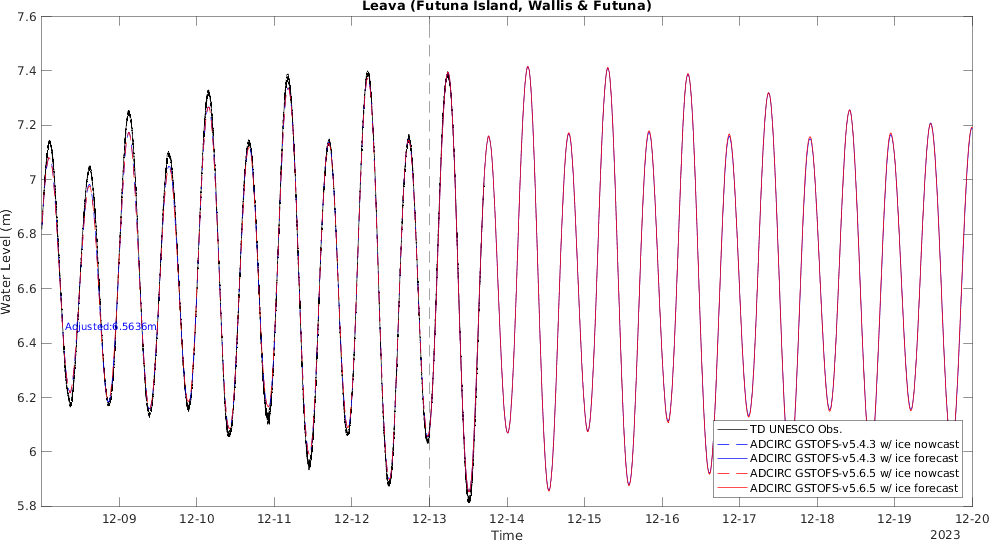 Leava (Futuna Island, Wallis & Futuna)
7.6
7.4
7.2
7
6.8
6.6
6.4
6.2
6
5.8
Water Level (m)
Adjusted:6.5636m
TD UNESCO Obs.
ADCIRC GSTOFS-v5.4.3 w/ ice nowcast
ADCIRC GSTOFS-v5.4.3 w/ ice forecast
ADCIRC GSTOFS-v5.6.5 w/ ice nowcast
ADCIRC GSTOFS-v5.6.5 w/ ice forecast
12-09 12-10 12-11 12-12 12-13 12-14 12-15 12-16 12-17 12-18 12-19 12-20
Time
2023